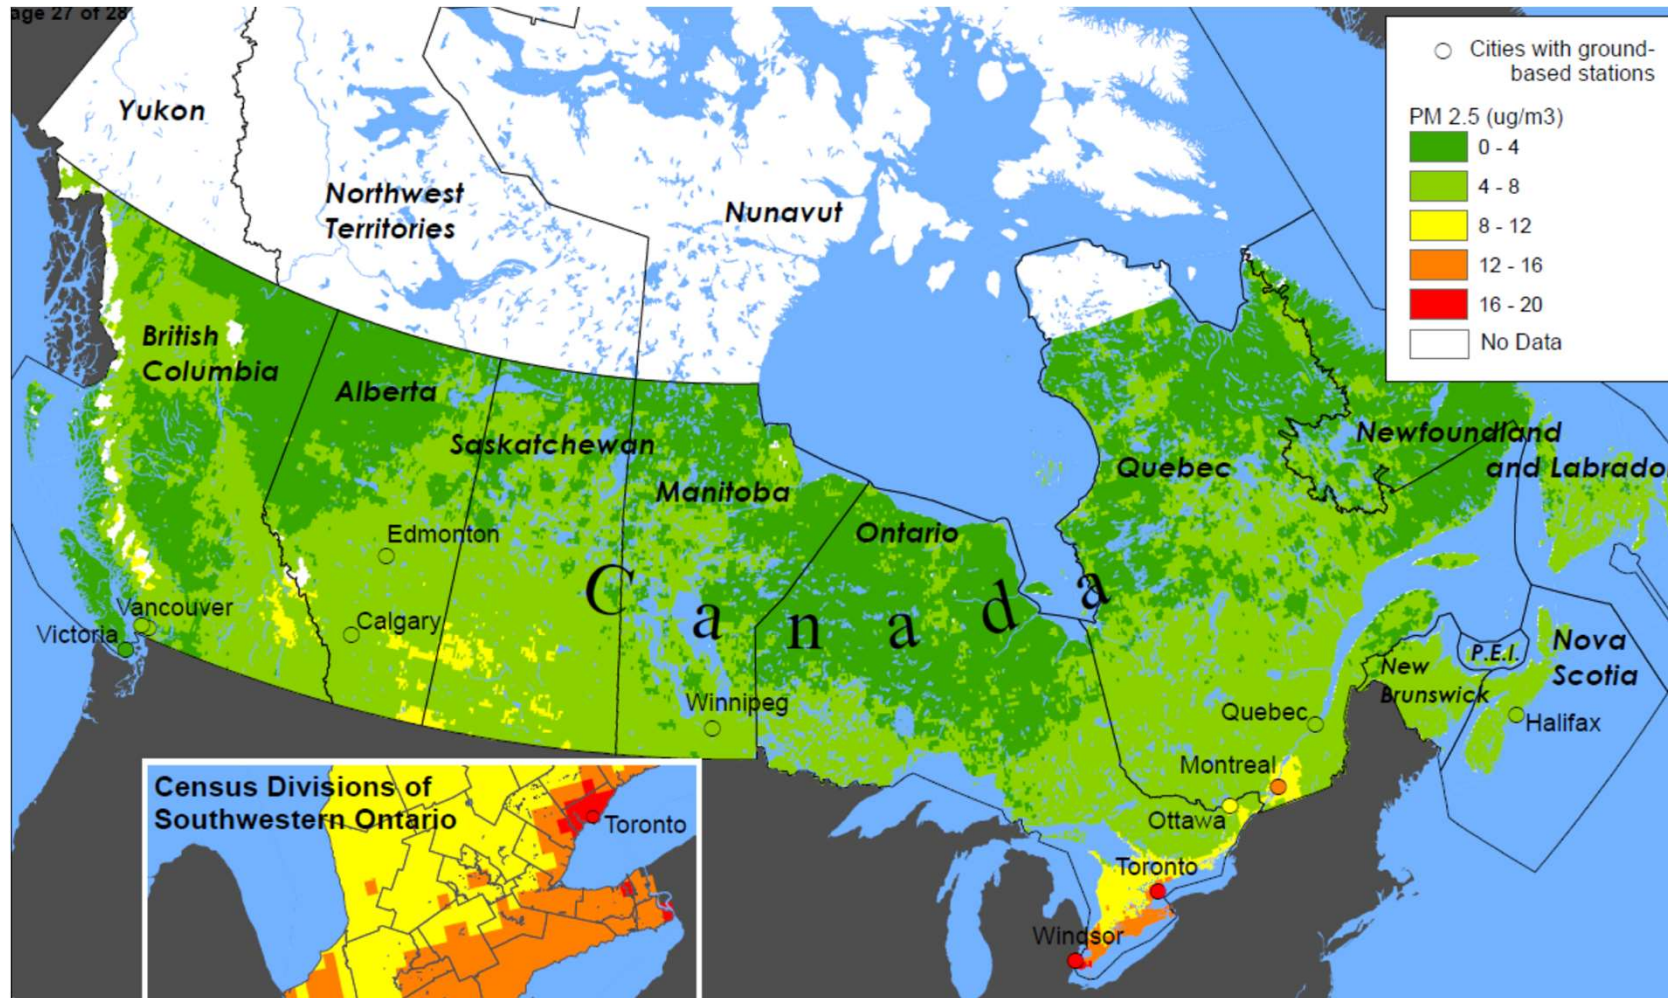 age 27 of 28
Cities with ground-
based stations
PM 2.5 (ug/m3)
0 - 4
4 - 8
8 - 12
12 - 16
16 - 20
No Data
Yukon
Northwest
Territories
Nunavut
British
Columbia
Alberta
Saskatchewan
Manitoba
Ontario
Quebec
Newfoundland
and Labrado
Edmonton
Canada
Vancouver
Victoria
Calgary
Winnipeg
Quebec
New
Brunswick
P.E.I.
Nova
Scotia
Halifax
Montreal
Ottawa
Toronto
Windsor
Census Divisions of
Southwestern Ontario
Toronto